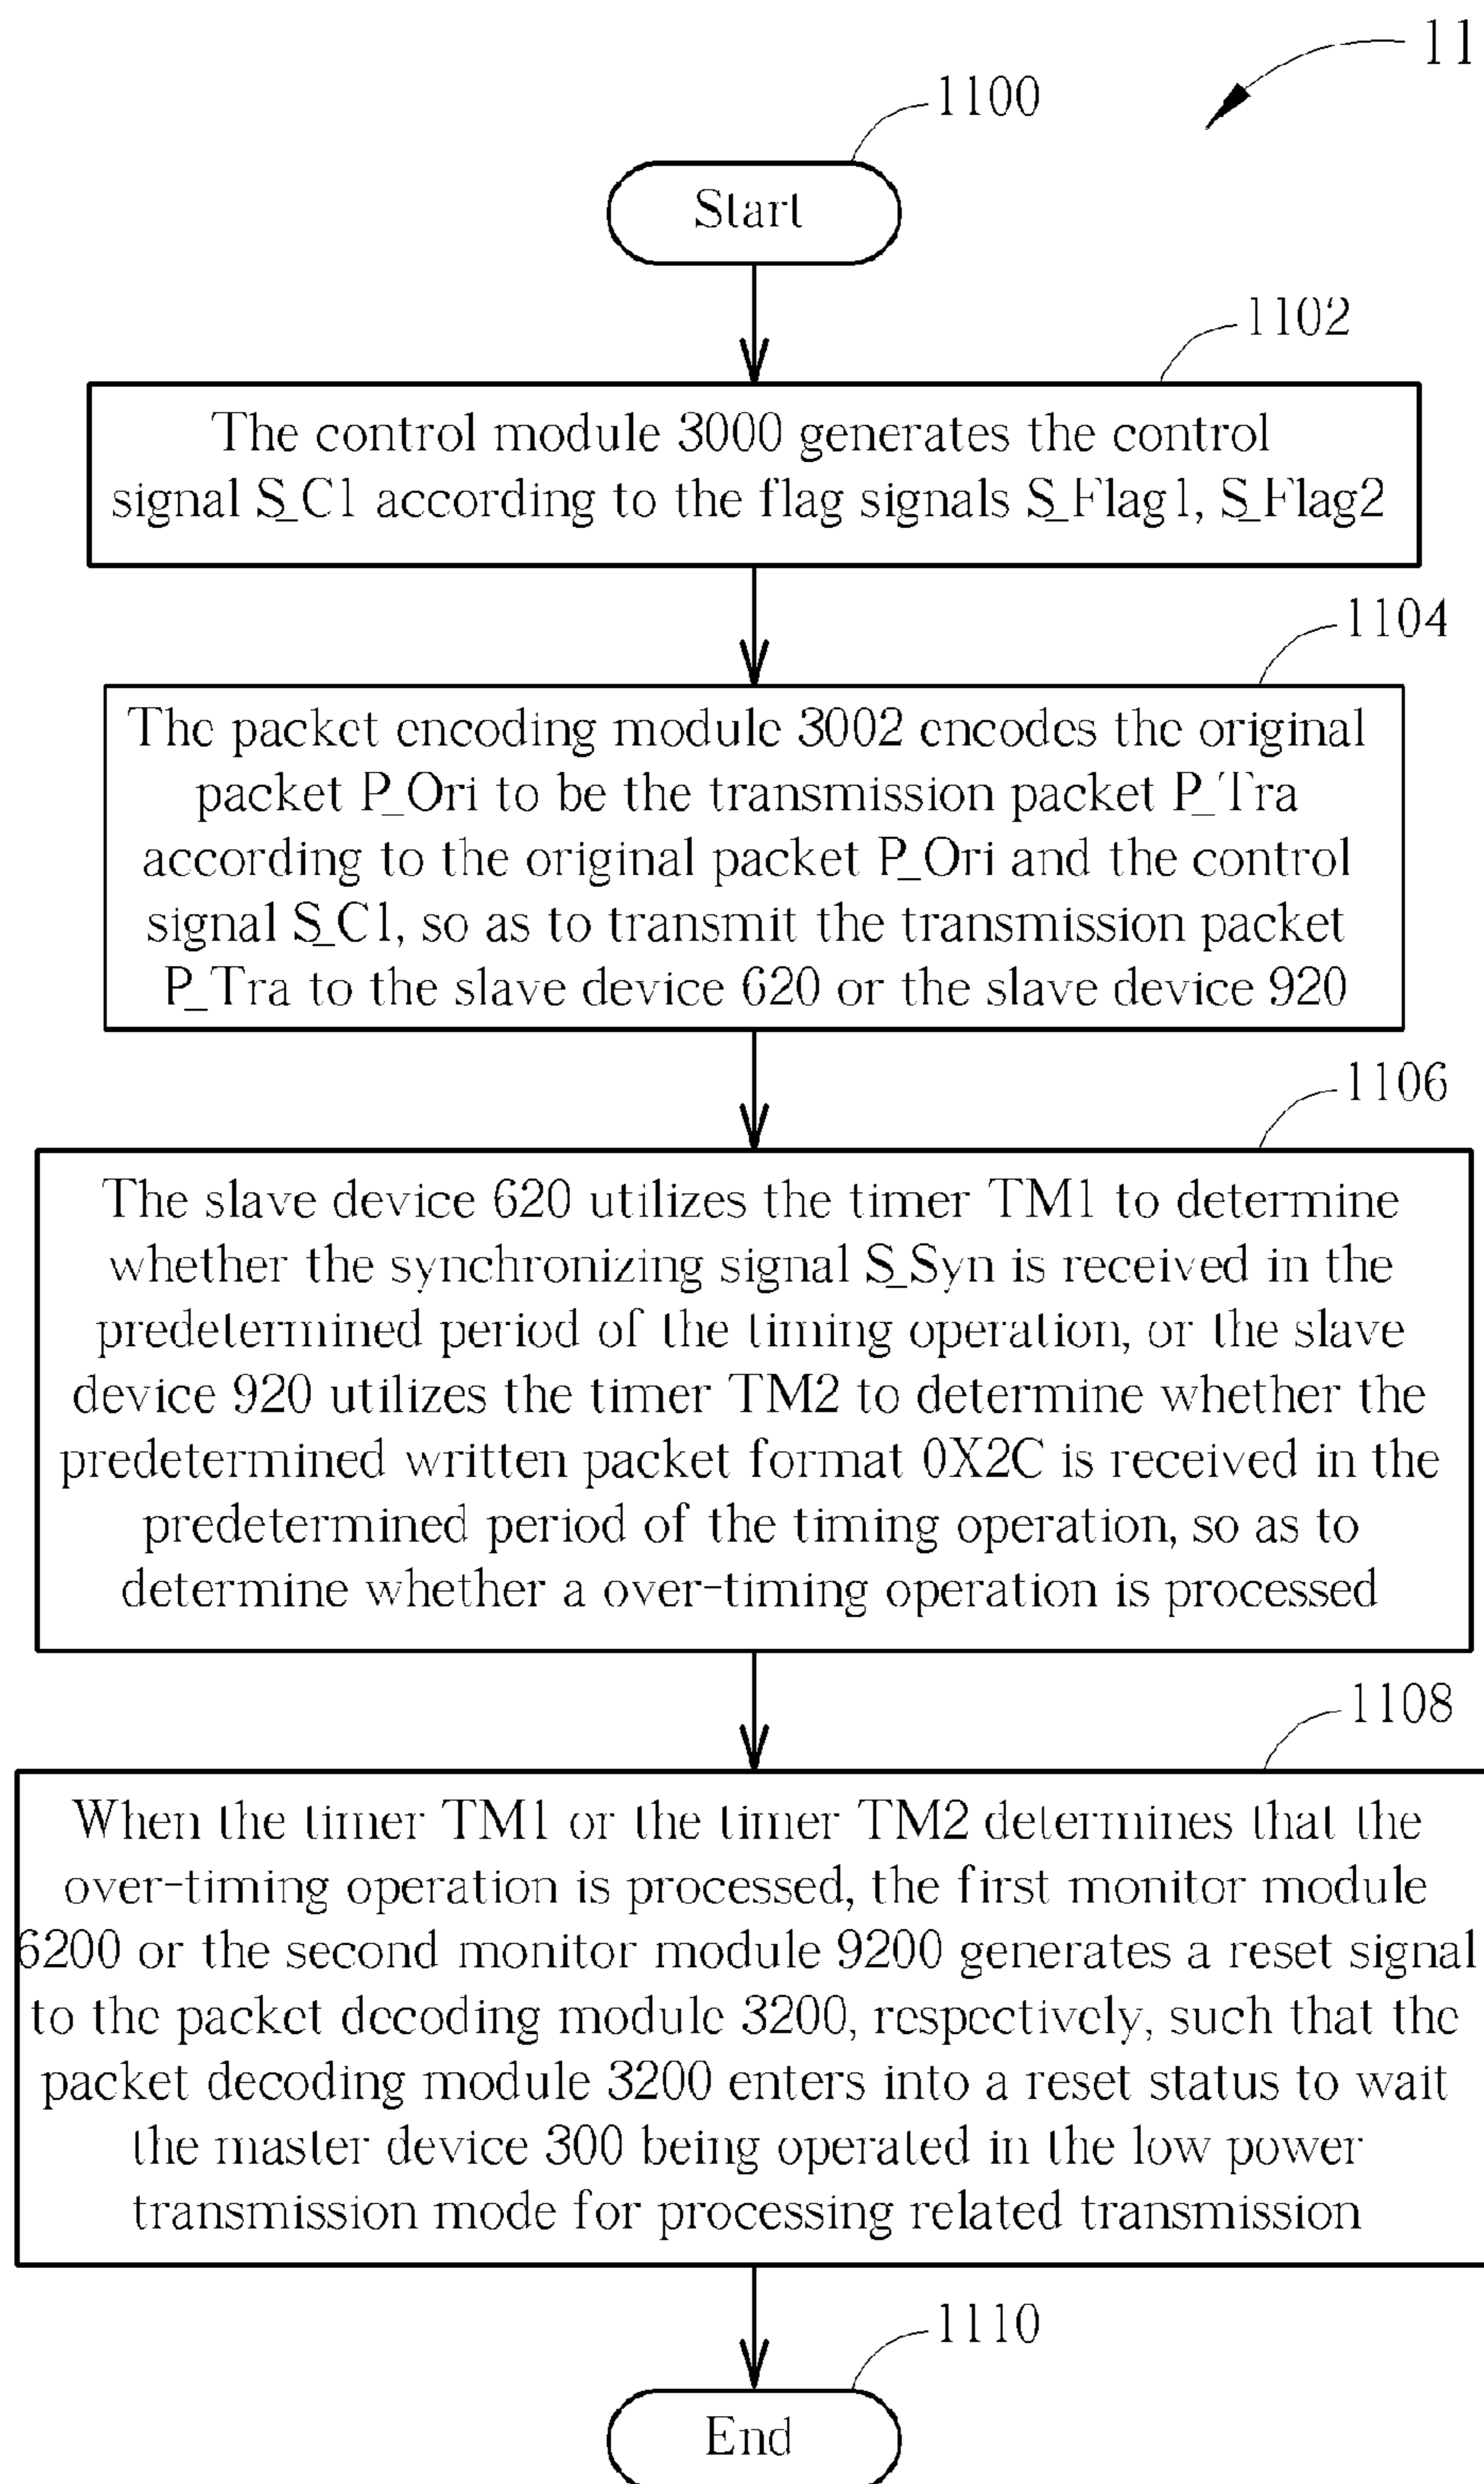 11
1100
Start
1102
The control module 3000 generates the control
signal S_C1 according to the flag signals S_Flag1, S_Flag2
1104
The packet encoding module 3002 encodes the original
packet P_Ori to be the transmission packet P_Tra
according to the original packet P_Ori and the control
signal S_C1, so as to transmit the transmission packet
P_Tra to the slave device 620 or the slave device 920
1106
The slave device 620 utilizes the timer TM1 to determine
whether the synchronizing signal S_Syn is received in the
predetermined period of the timing operation, or the slave
device 920 utilizes the timer TM2 to determine whether the
predetermined written packet format 0X2C is received in the
predetermined period of the timing operation, so as to
determine whether a over-timing operation is processed
1108
When the timer TM1 or the timer TM2 determines that the
over-timing operation is processed, the first monitor module
6200 or the second monitor module 9200 generates a reset signal
to the packet decoding module 3200, respectively, such that the
packet decoding module 3200 enters into a reset status to wait
the master device 300 being operated in the low power
transmission mode for processing related transmission
1110
End